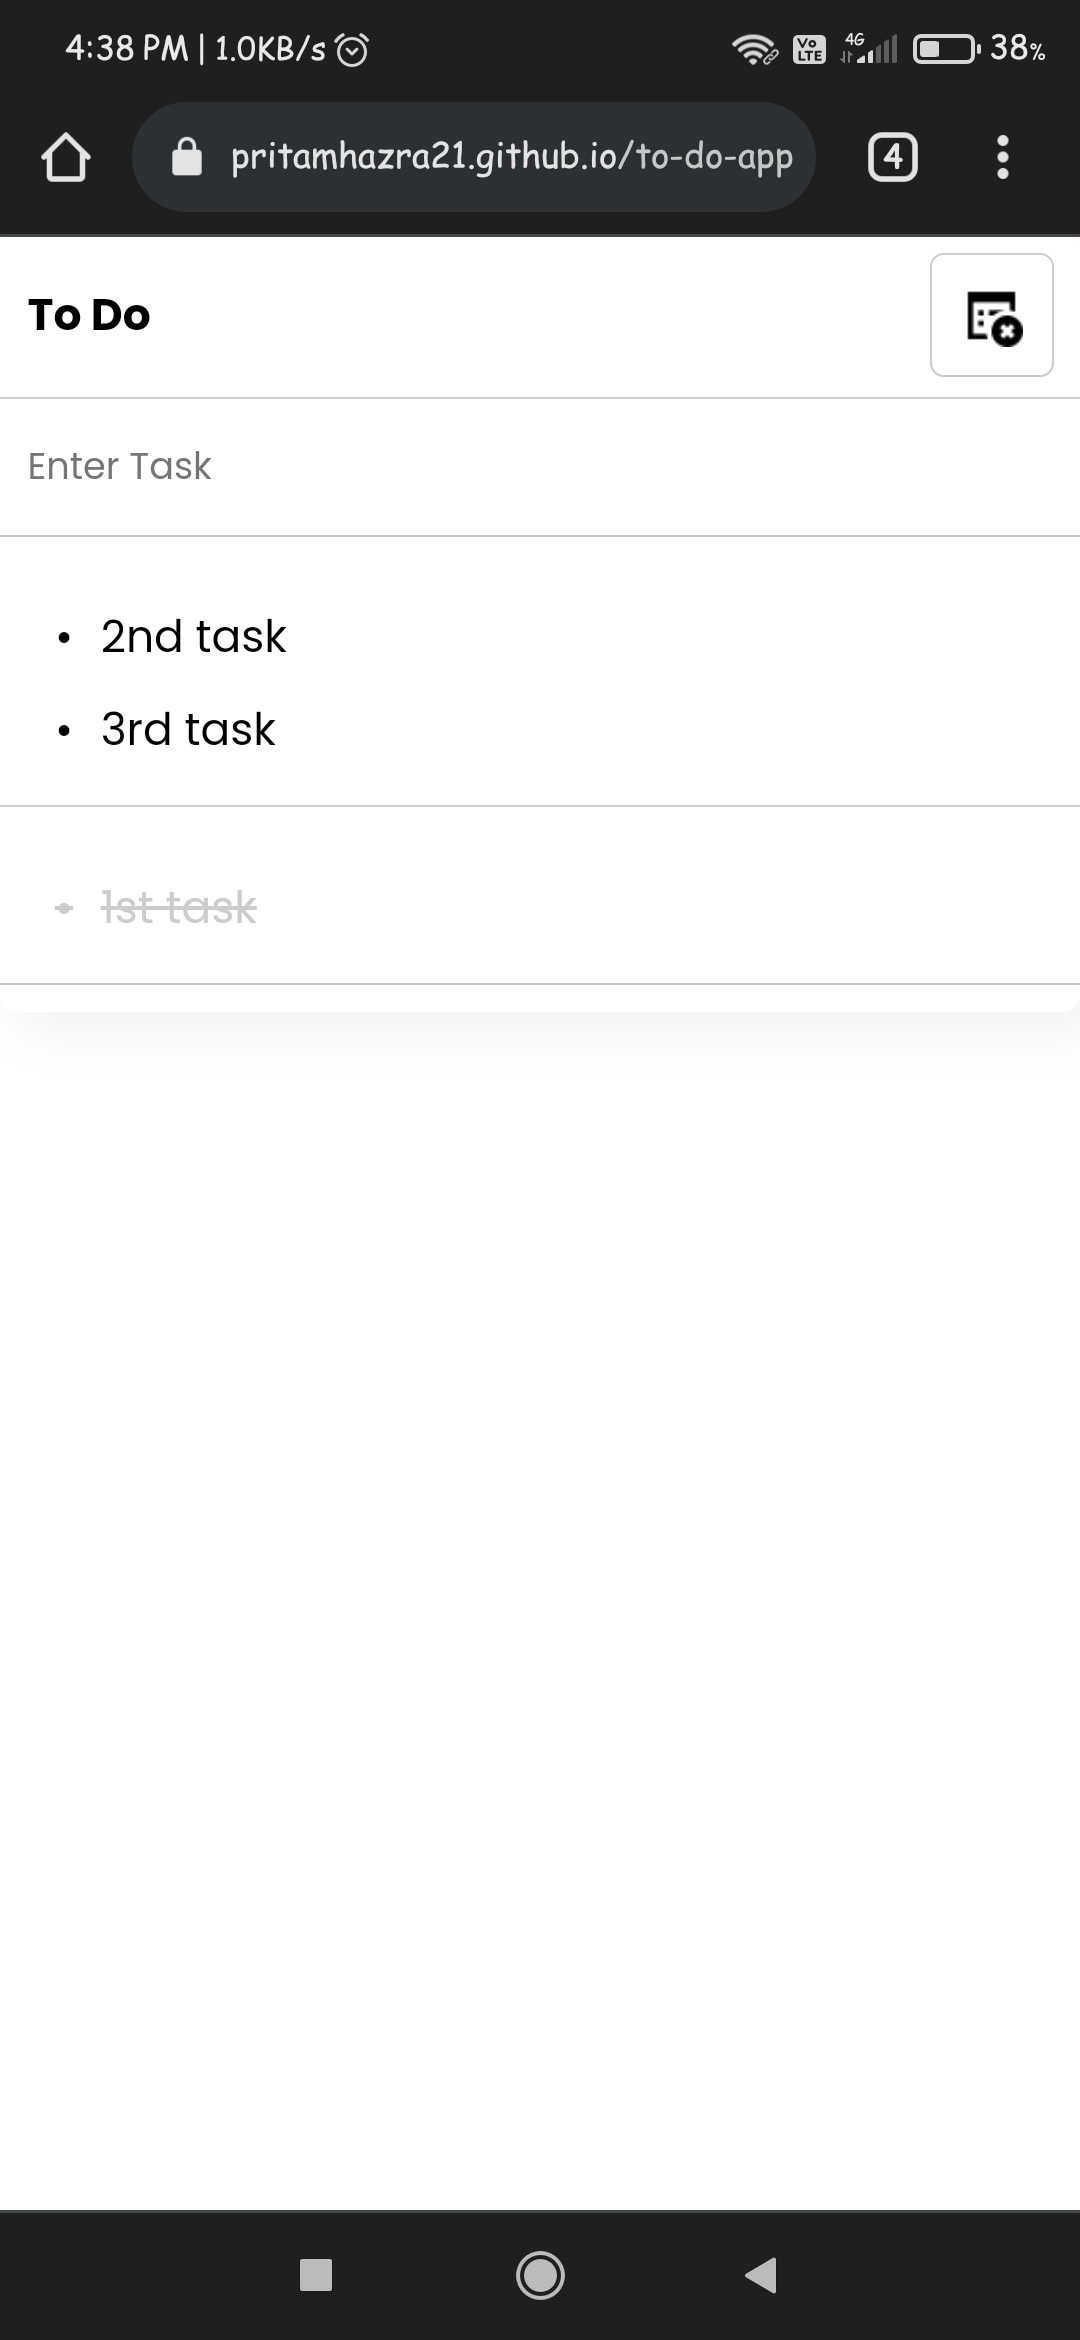 4:38 PM | 1.0KB/s
Vo LTE
4G
38%
pritamhazra21.github.io/to-do-app
4
To Do
Enter Task
• 2nd task
• 3rd task
• 1st task